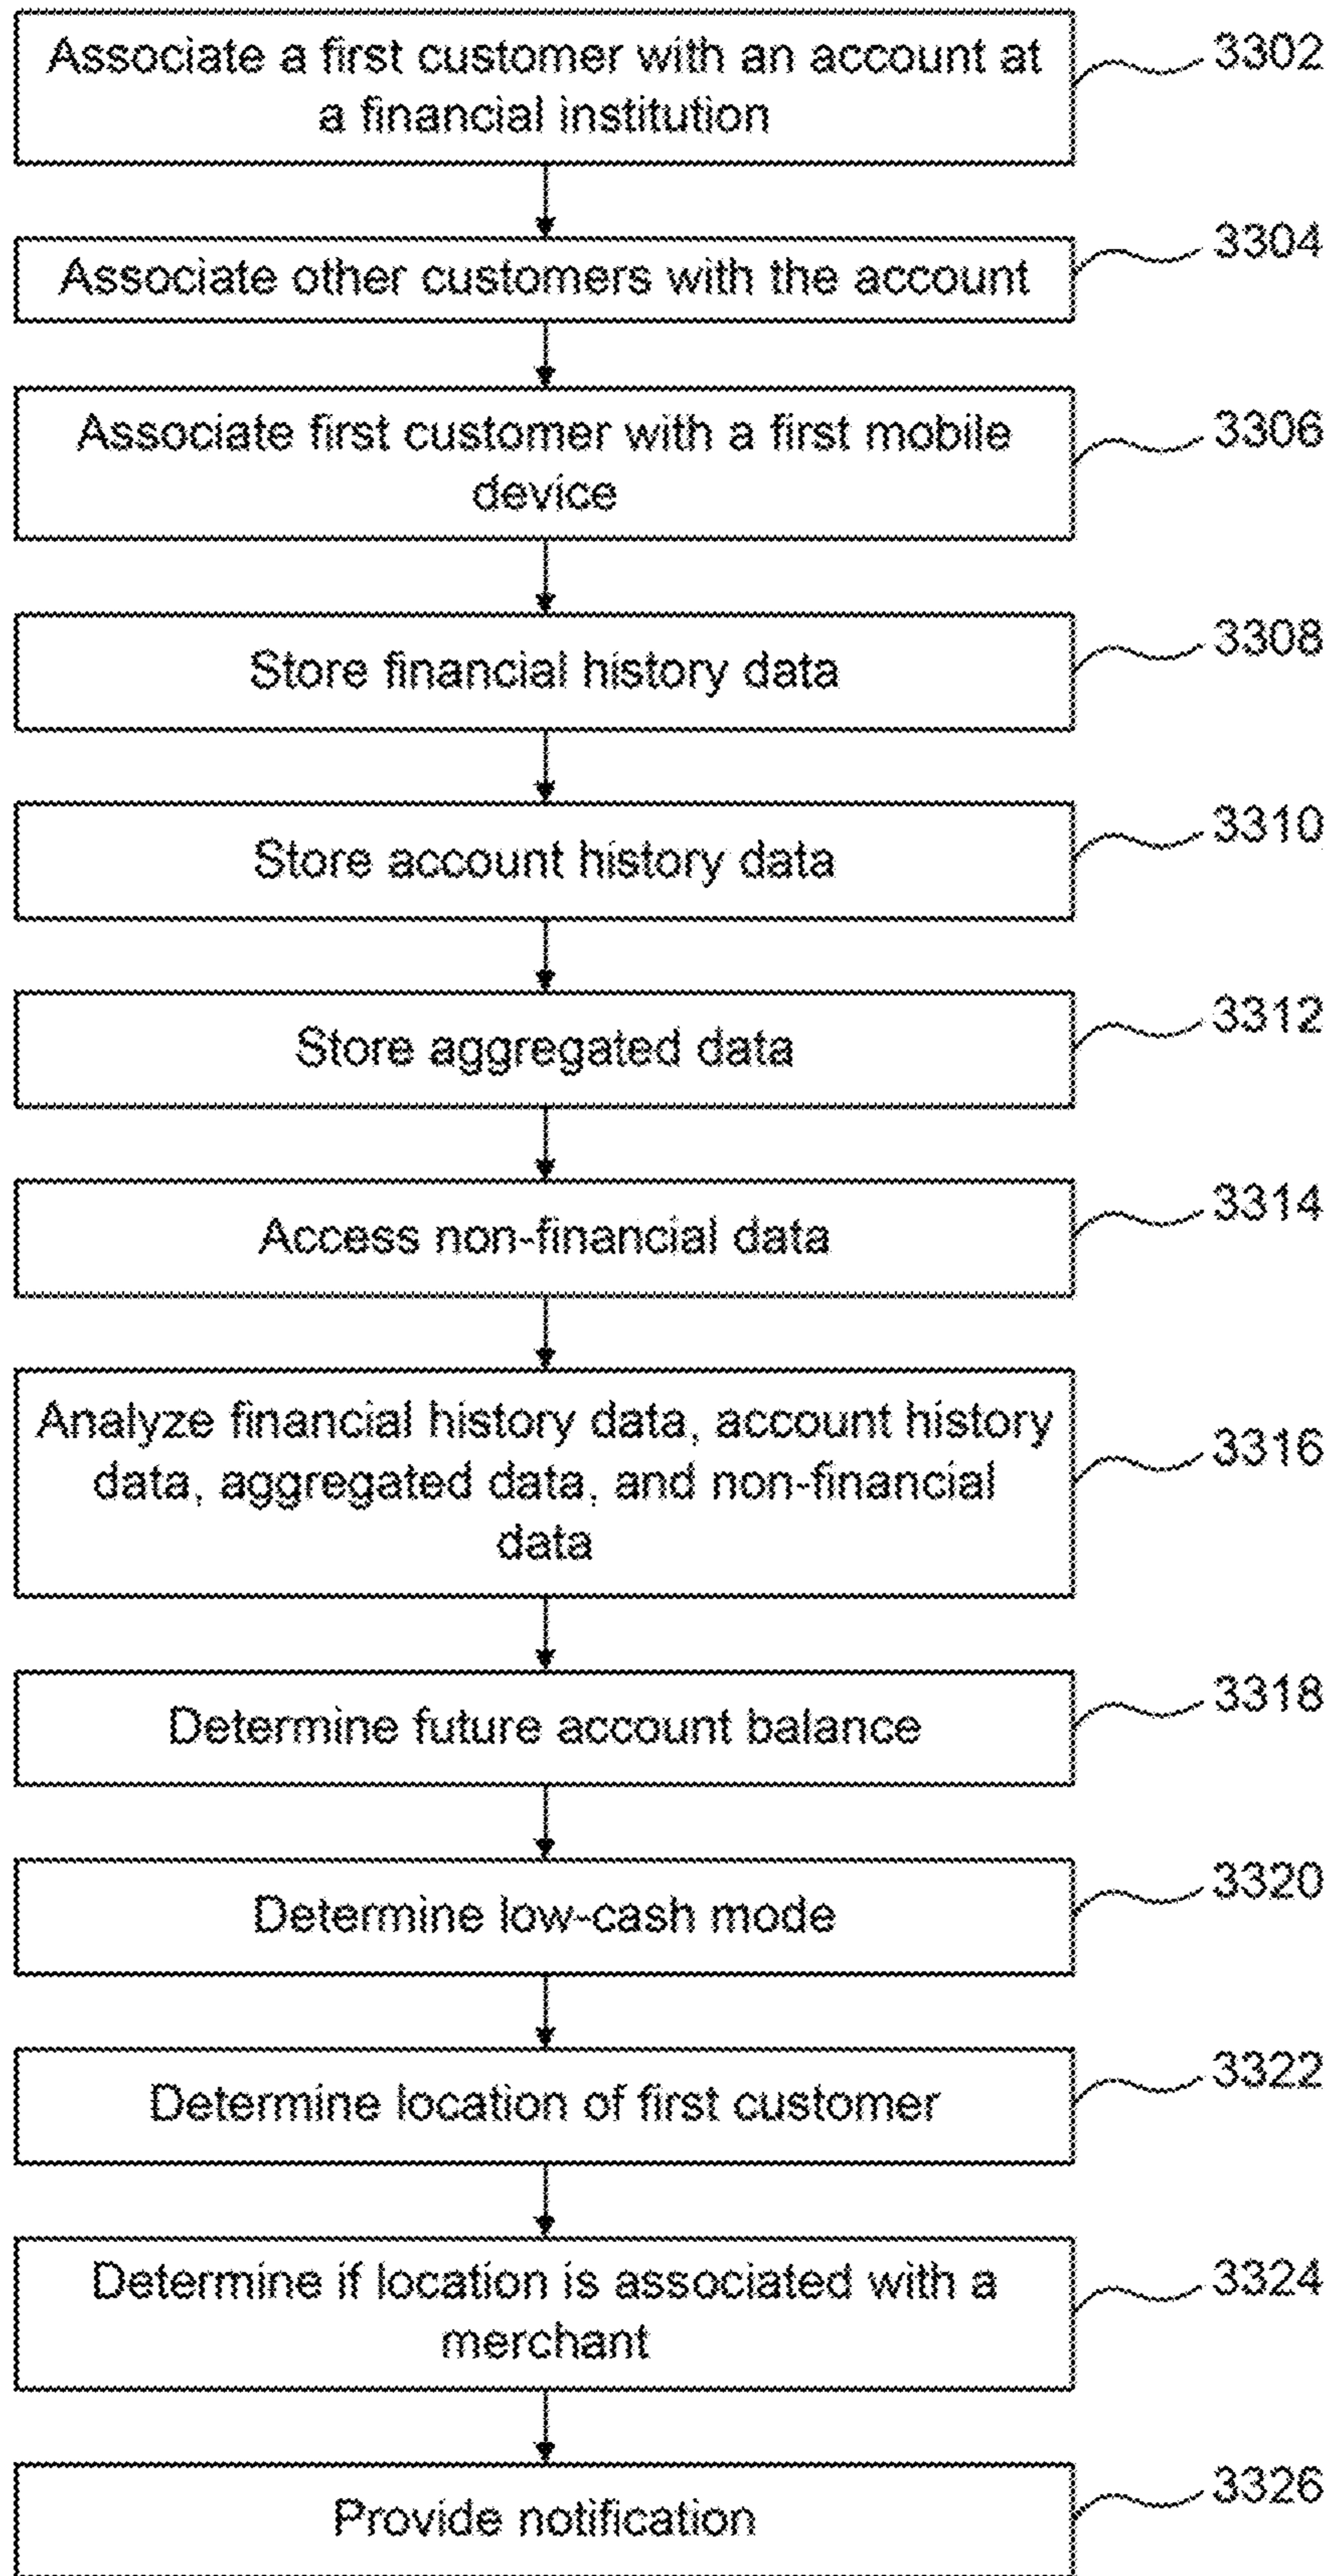 Associate a first customer with an account at
a financial institution
3302
Associate other customers with the account
3304
Associate first customer with a first mobile
device
3306
Store financial history data
3308
Store account history data
3310
Store aggregated data
3312
Access non-financial data
3314
Analyze financial history data, account history
data, aggregated data, and non-financial
data
3316
Determine future account balance
3318
Determine low-cash mode
3320
Determine location of first customer
3322
Determine if location is associated with a
merchant
3324
Provide notification
3326